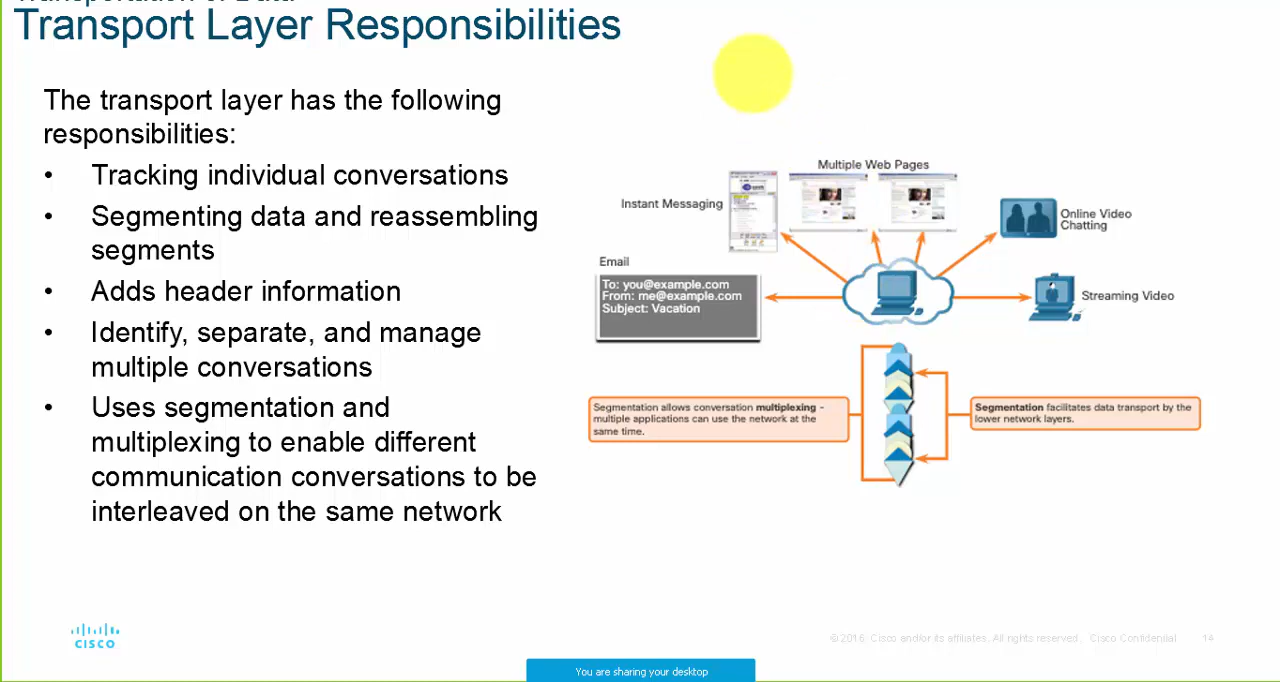 Transportation of Data
Transport Layer Responsibilities
The transport layer has the following
responsibilities:
• Tracking individual conversations
• Segmenting data and reassembling
segments
• Adds header information
• Identify, separate, and manage
multiple conversations
• Uses segmentation and
multiplexing to enable different
communication conversations to be
interleaved on the same network
Multiple Web Pages
Instant Messaging
Online Video
Chatting
Email
To: you@example.com
From: me@example.com
Subject: Vacation
Streaming Video
Segmentation allows conversation multiplexing -
multiple applications can use the network at the
same time.
Segmentation facilitates data transport by the
lower network layers.
CISCO
© 2016 Cisco and/or its affiliates. All rights reserved. Cisco Confidential
14
You are sharing your desktop